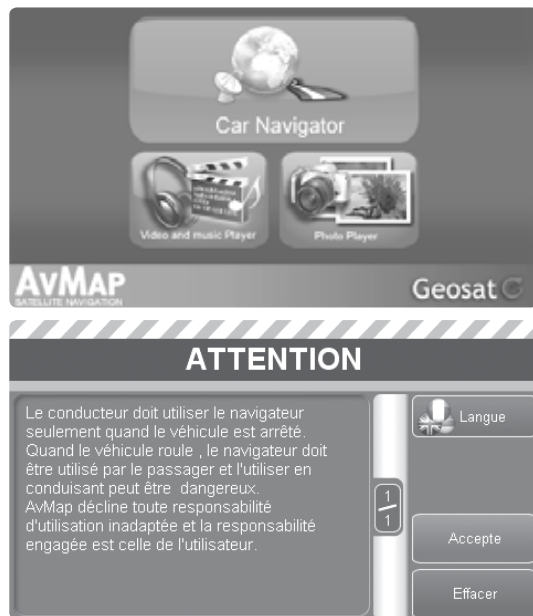 Car Navigator
Video and music Player
Photo Player
AVMAP
SATELLITE NAVIGATION
Geosat 6
ATTENTION
Le conducteur doit utiliser le navigateur
seulement quand le véhicule est arrêté.
Quand le véhicule roule , le navigateur doit
être utilisé par le passager et l'utiliser en
conduisant peut être dangereux.
AvMap décline toute responsabilité
d'utilisation inadaptée et la responsabilité
engagée est celle de l'utilisateur.
1
1
Langue
Accepte
Effacer